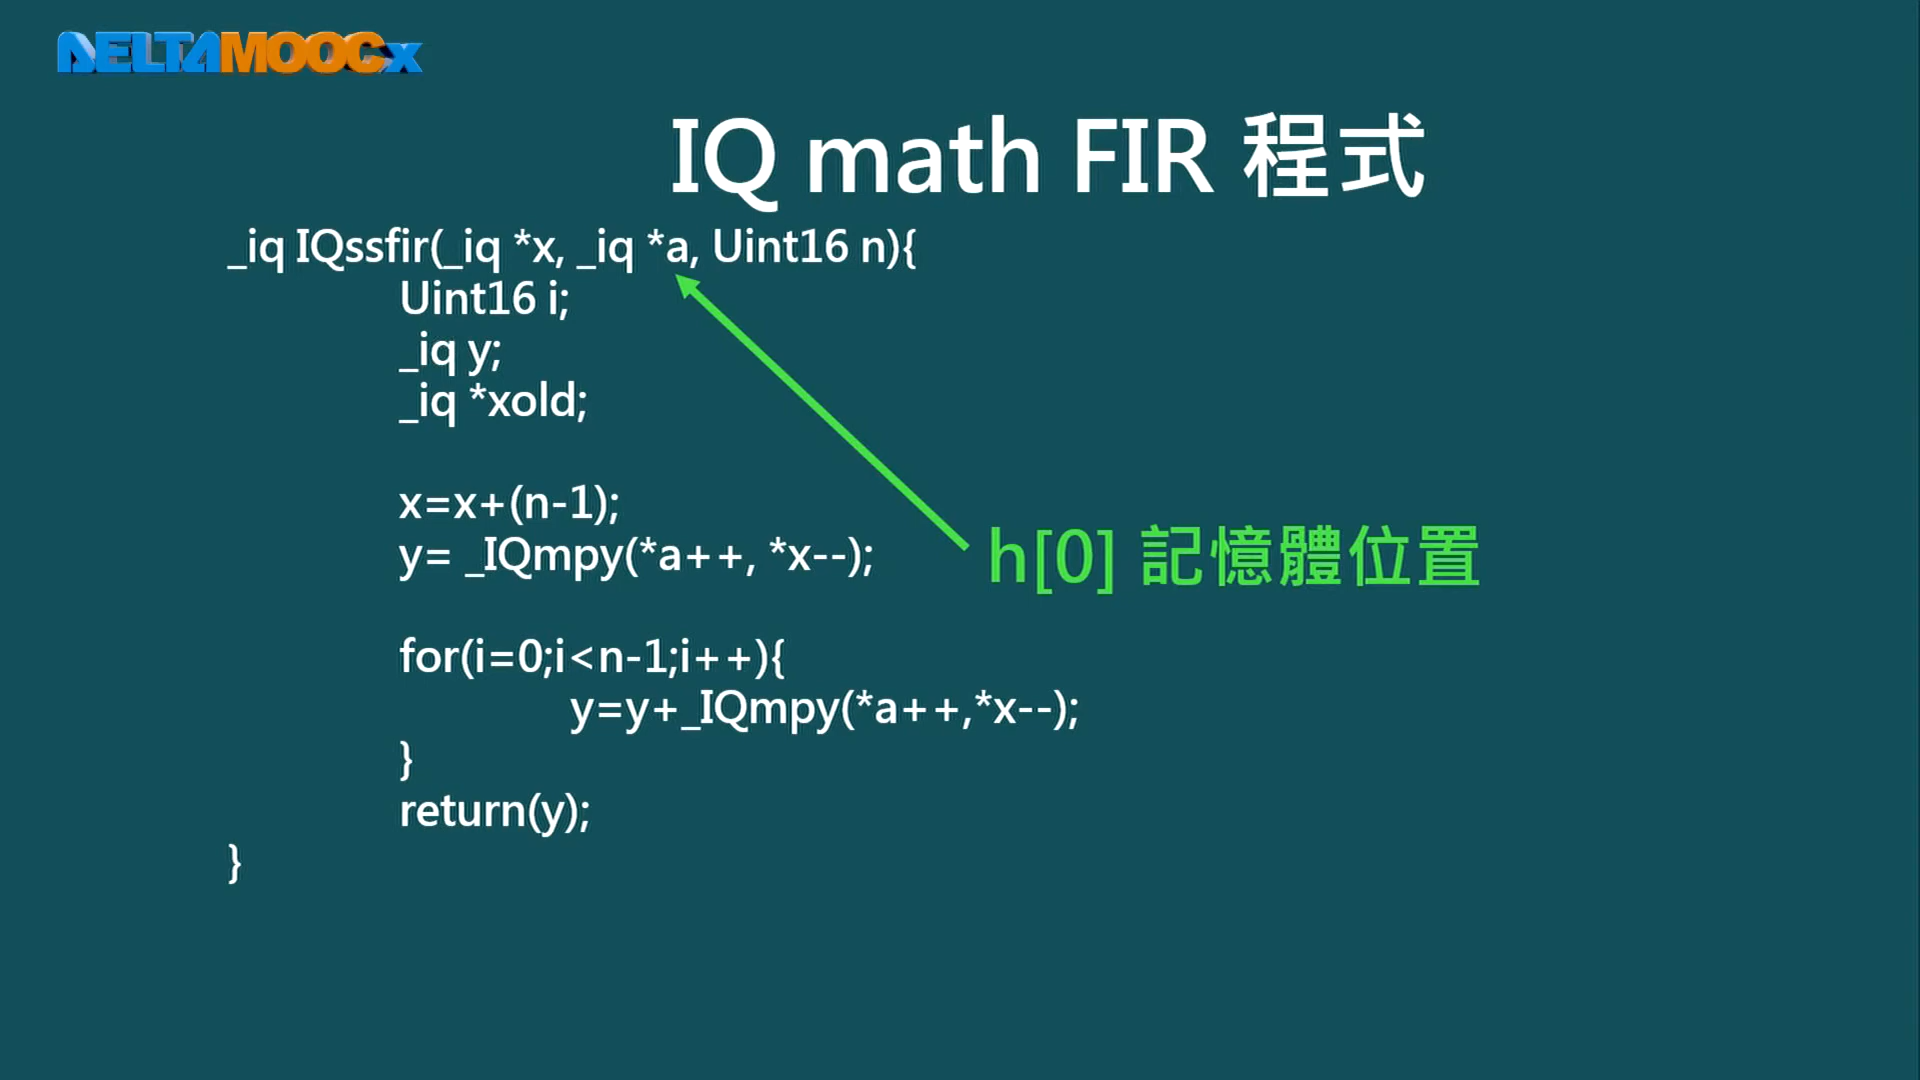 DELTAMOOCx
IQ math FIR 程式
_iq IQssfir(_iq *x, _iq *a, Uint16 n){
Uint16 i;
_iq y;
_iq *xold;
x=x+(n-1);
y= _IQmpy(*a++, *x--);
h[0] 記憶體位置
for(i=0;i<n-1;i++){
y=y+_IQmpy(*a++,*x--);
}
return(y);
}